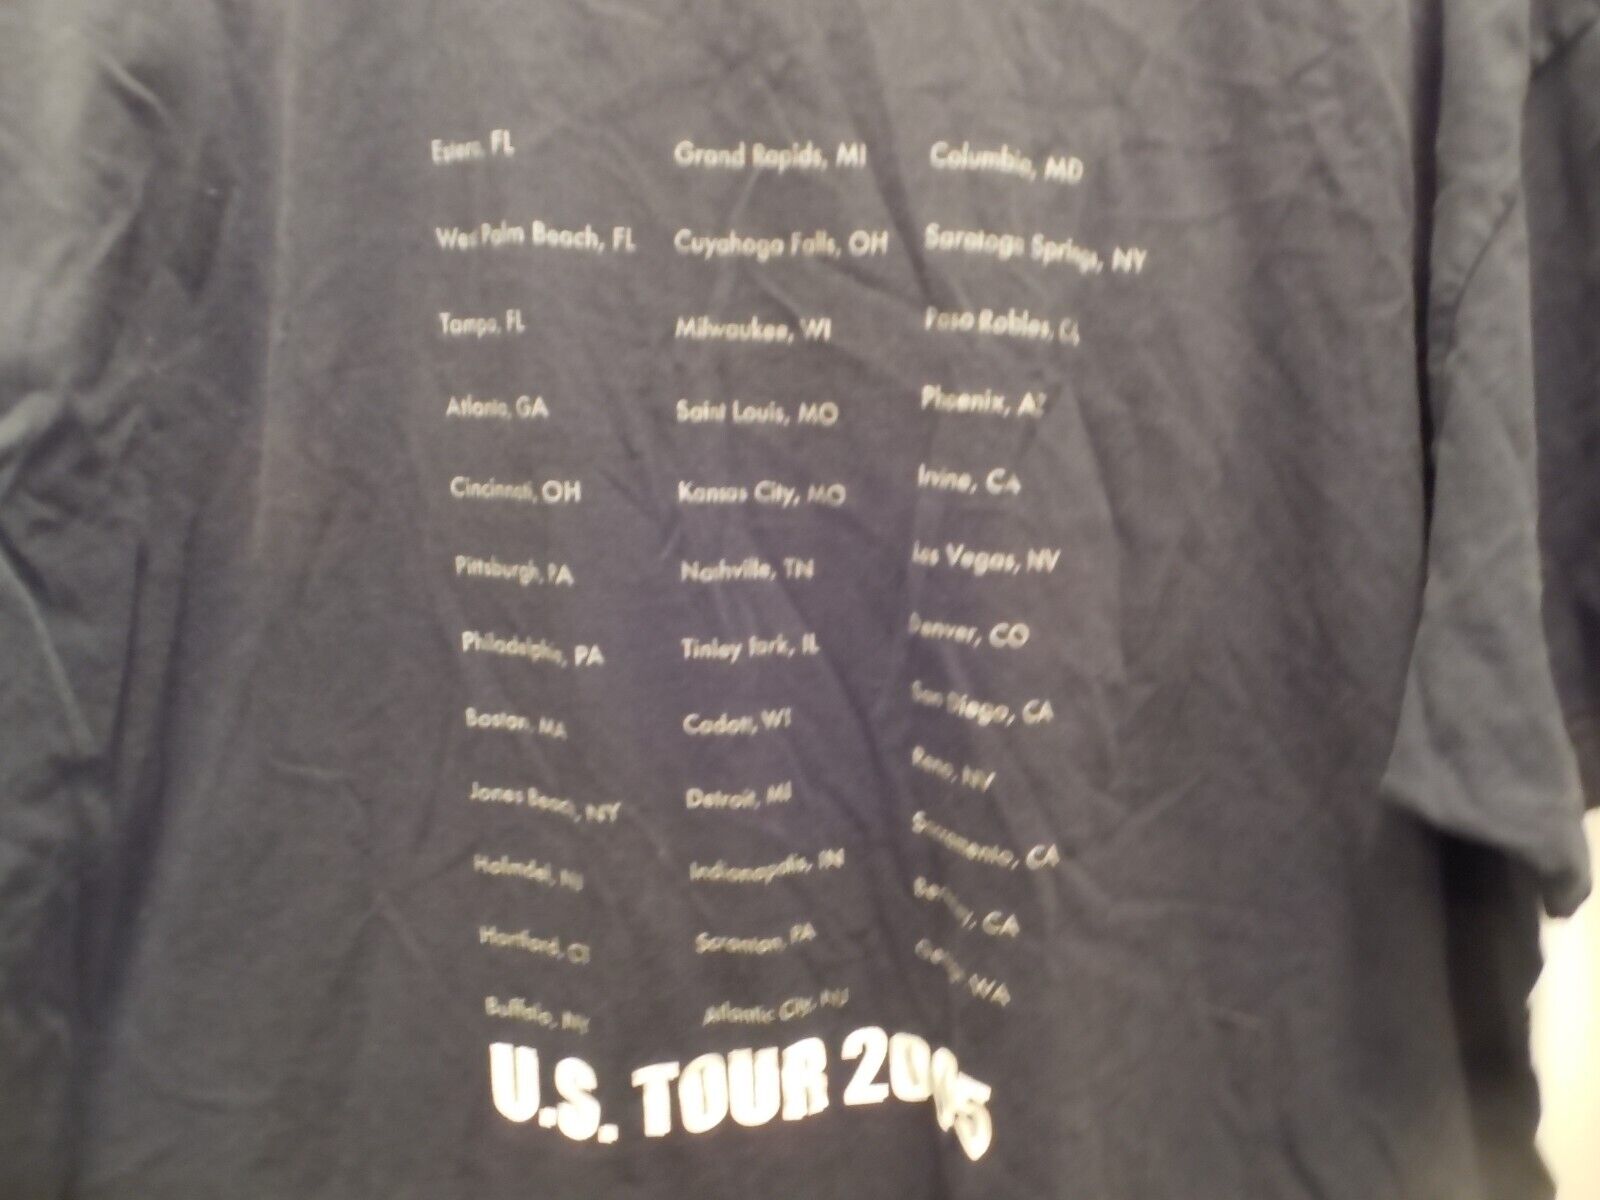 Estero, FL
West Palm Beach, FL
Tampa, FL
Atlanta, GA
Cincinnati, OH
Pittsburgh, PA
Philadelphia, PA
Boston, MA
Jones Beach, NY
Holmdel, NJ
Hartford, CT
Buffalo, NY
Grand Rapids, MI
Cuyahoga Falls, OH
Milwaukee, WI
Saint Louis, MO
Kansas City, MO
Nashville, TN
Tinley Park, IL
Cadott, WI
Detroit, MI
Indianapolis, IN
Scranton, PA
Atlantic City, NJ
Columbia, MD
Saratoga Springs, NY
Paso Robles, CA
Phoenix, AZ
Irvine, CA
Las Vegas, NV
Denver, CO
San Diego, CA
Reno, NV
Sacramento, CA
CA
WA
U.S. TOUR 2005